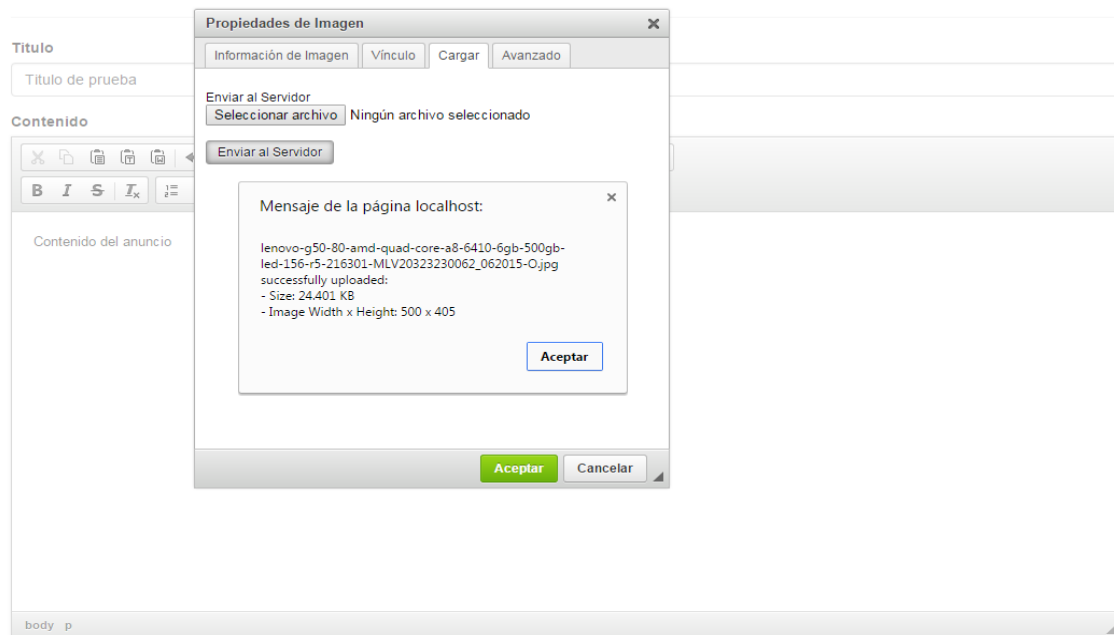 Propiedades de Imagen
Información de Imagen Vínculo Cargar Avanzado
Titulo
Titulo de prueba
Enviar al Servidor
Seleccionar archivo Ningún archivo seleccionado
Contenido
Enviar al Servidor
B I S Ix
Mensaje de la página localhost:
Contenido del anuncio
lenovo-g50-80-amd-quad-core-a8-6410-6gb-500gb-
led-156-r5-216301-MLV20323230062_062015-O.jpg
successfully uploaded:
- Size: 24.401 KB
- Image Width x Height: 500 x 405
Aceptar
Aceptar Cancelar
body p